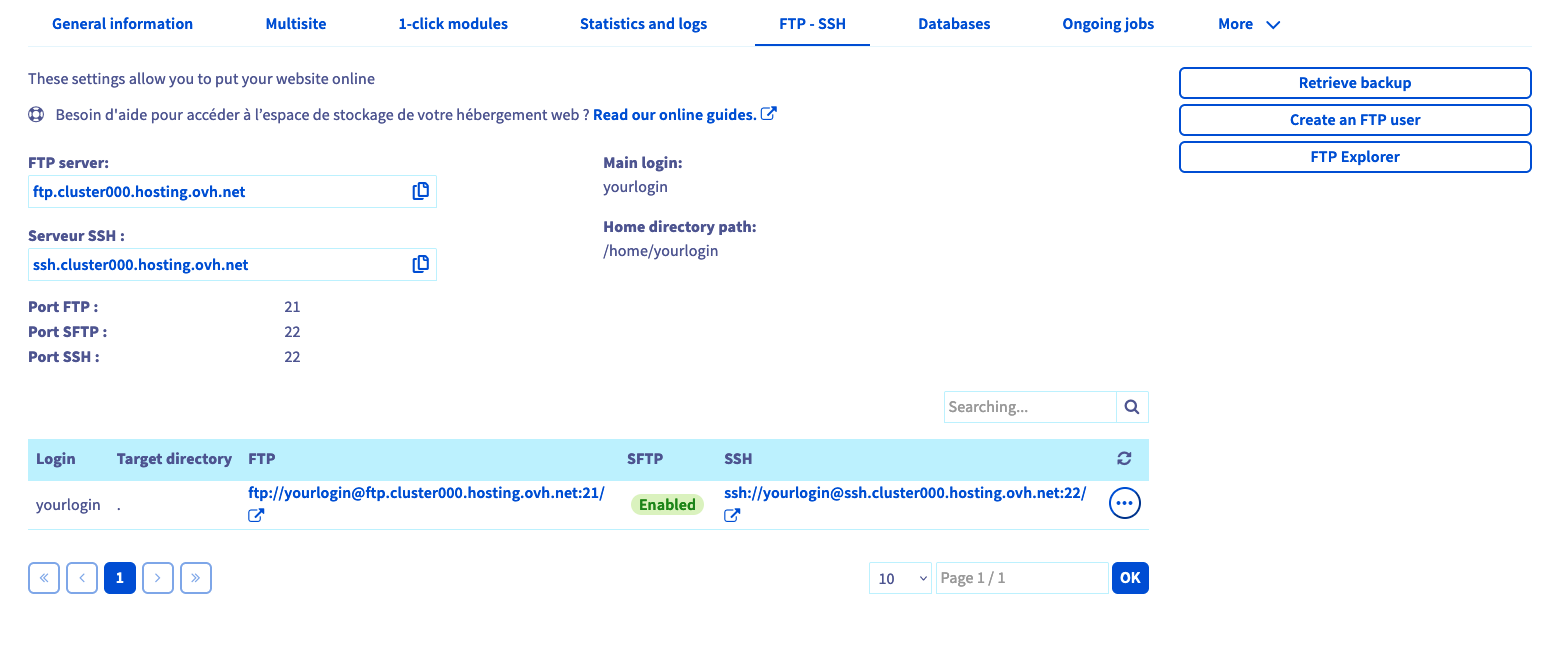 General information Multisite 1-click modules Statistics and logs FTP - SSH Databases Ongoing jobs More
These settings allow you to put your website online
Besoin d'aide pour accéder à l’espace de stockage de votre hébergement web ? Read our online guides.
Retrieve backup
Create an FTP user
FTP Explorer
FTP server:
ftp.cluster000.hosting.ovh.net
Serveur SSH :
ssh.cluster000.hosting.ovh.net
Main login:
yourlogin
Home directory path:
/home/yourlogin
Port FTP : 21
Port SFTP : 22
Port SSH : 22
Searching...
Login Target directory FTP SFTP SSH
yourlogin . ftp://yourlogin@ftp.cluster000.hosting.ovh.net:21/ Enabled ssh://yourlogin@ssh.cluster000.hosting.ovh.net:22/
« ‹ 1 › » 10 Page 1 / 1 OK